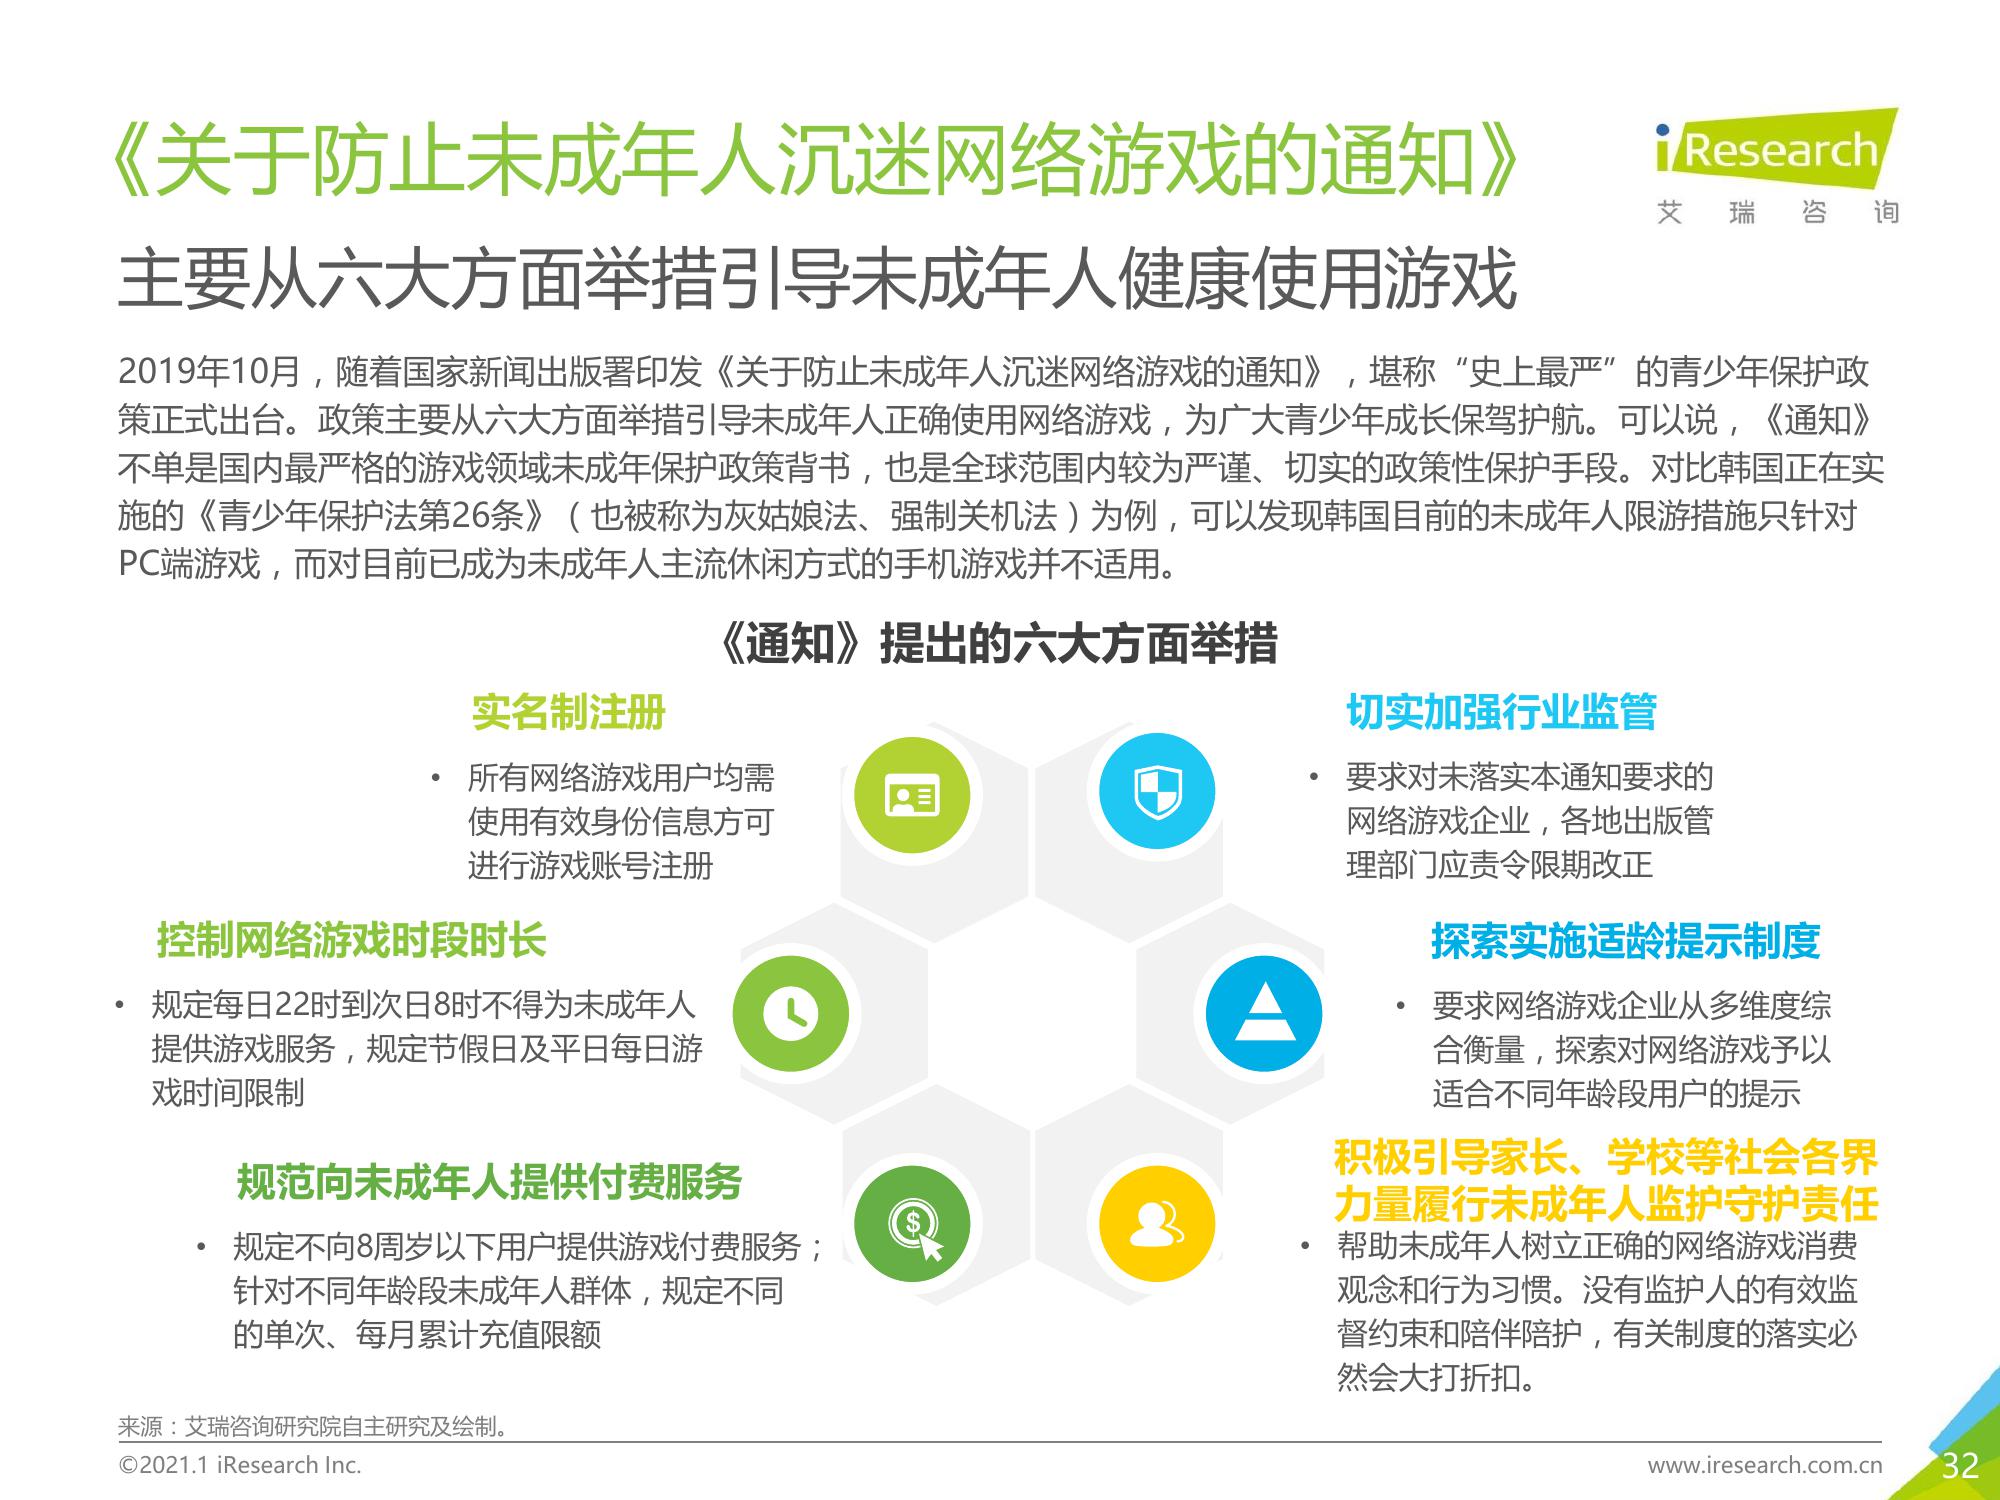 《关于防止未成年人沉迷网络游戏的通知》
iResearch
艾瑞咨询
主要从六大方面举措引导未成年人健康使用游戏
2019年10月，随着国家新闻出版署印发《关于防止未成年人沉迷网络游戏的通知》，堪称“史上最严”的青少年保护政
策正式出台。政策主要从六大方面举措引导未成年人正确使用网络游戏，为广大青少年成长保驾护航。可以说，《通知》
不单是国内最严格的游戏领域未成年保护政策背书，也是全球范围内较为严谨、切实的政策性保护手段。对比韩国正在实
施的《青少年保护法第26条》（也被称为灰姑娘法、强制关机法）为例，可以发现韩国目前的未成年人限游措施只针对
PC端游戏，而对目前已成为未成年人主流休闲方式的手机游戏并不适用。
《通知》提出的六大方面举措
实名制注册
• 所有网络游戏用户均需
使用有效身份信息方可
进行游戏账号注册
控制网络游戏时段时长
• 规定每日22时到次日8时不得为未成年人
提供游戏服务，规定节假日及平日每日游
戏时间限制
规范向未成年人提供付费服务
• 规定不向8周岁以下用户提供游戏付费服务；
针对不同年龄段未成年人群体，规定不同
的单次、每月累计充值限额
$
切实加强行业监管
• 要求对未落实本通知要求的
网络游戏企业，各地出版管
理部门应责令限期改正
探索实施适龄提示制度
• 要求网络游戏企业从多维度综
合衡量，探索对网络游戏予以
适合不同年龄段用户的提示
积极引导家长、学校等社会各界
力量履行未成年人监护守护责任
• 帮助未成年人树立正确的网络游戏消费
观念和行为习惯。没有监护人的有效监
督约束和陪伴陪护，有关制度的落实必
然会大打折扣。
来源：艾瑞咨询研究院自主研究及绘制。
©2021.1 iResearch Inc.
www.iresearch.com.cn
32